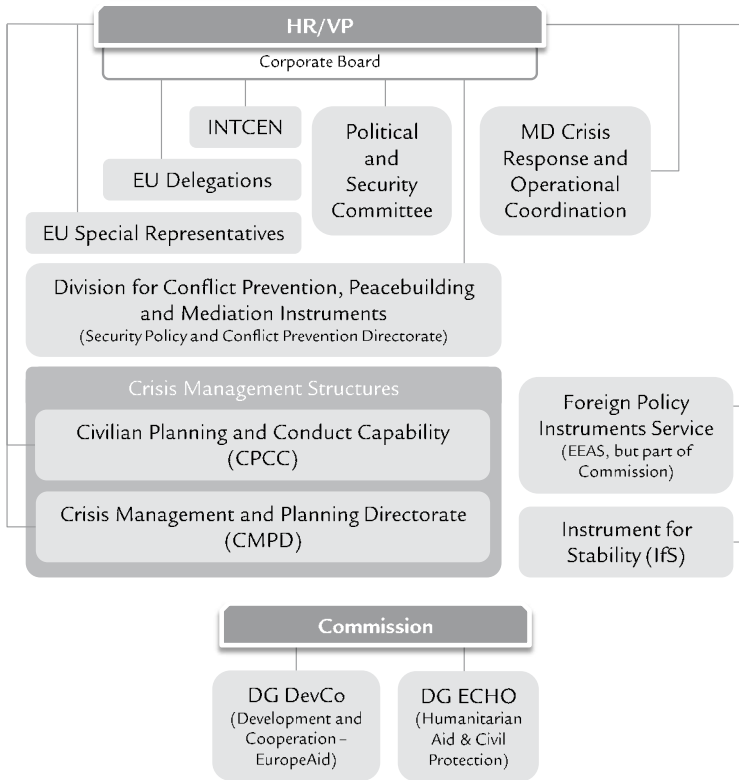 HR/VP
Corporate Board
INTCEN
EU Delegations
EU Special Representatives
Political
and
Security
Committee
MD Crisis
Response and
Operational
Coordination
Division for Conflict Prevention, Peacebuilding
and Mediation Instruments
(Security Policy and Conflict Prevention Directorate)
Crisis Management Structures
Civilian Planning and Conduct Capability
(CPCC)
Crisis Management and Planning Directorate
(CMPD)
Foreign Policy
Instruments Service
(EEAS, but part of
Commission)
Instrument for
Stability (IfS)
Commission
DG DevCo
(Development and
Cooperation –
EuropeAid)
DG ECHO
(Humanitarian
Aid & Civil
Protection)